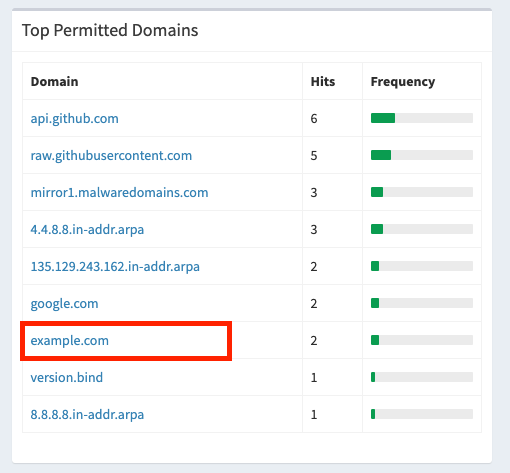 Top Permitted Domains
Domain Hits Frequency
api.github.com 6
raw.githubusercontent.com 5
mirror1.malwaredomains.com 3
4.4.8.8.in-addr.arpa 3
135.129.243.162.in-addr.arpa 2
google.com 2
example.com 2
version.bind 1
8.8.8.8.in-addr.arpa 1